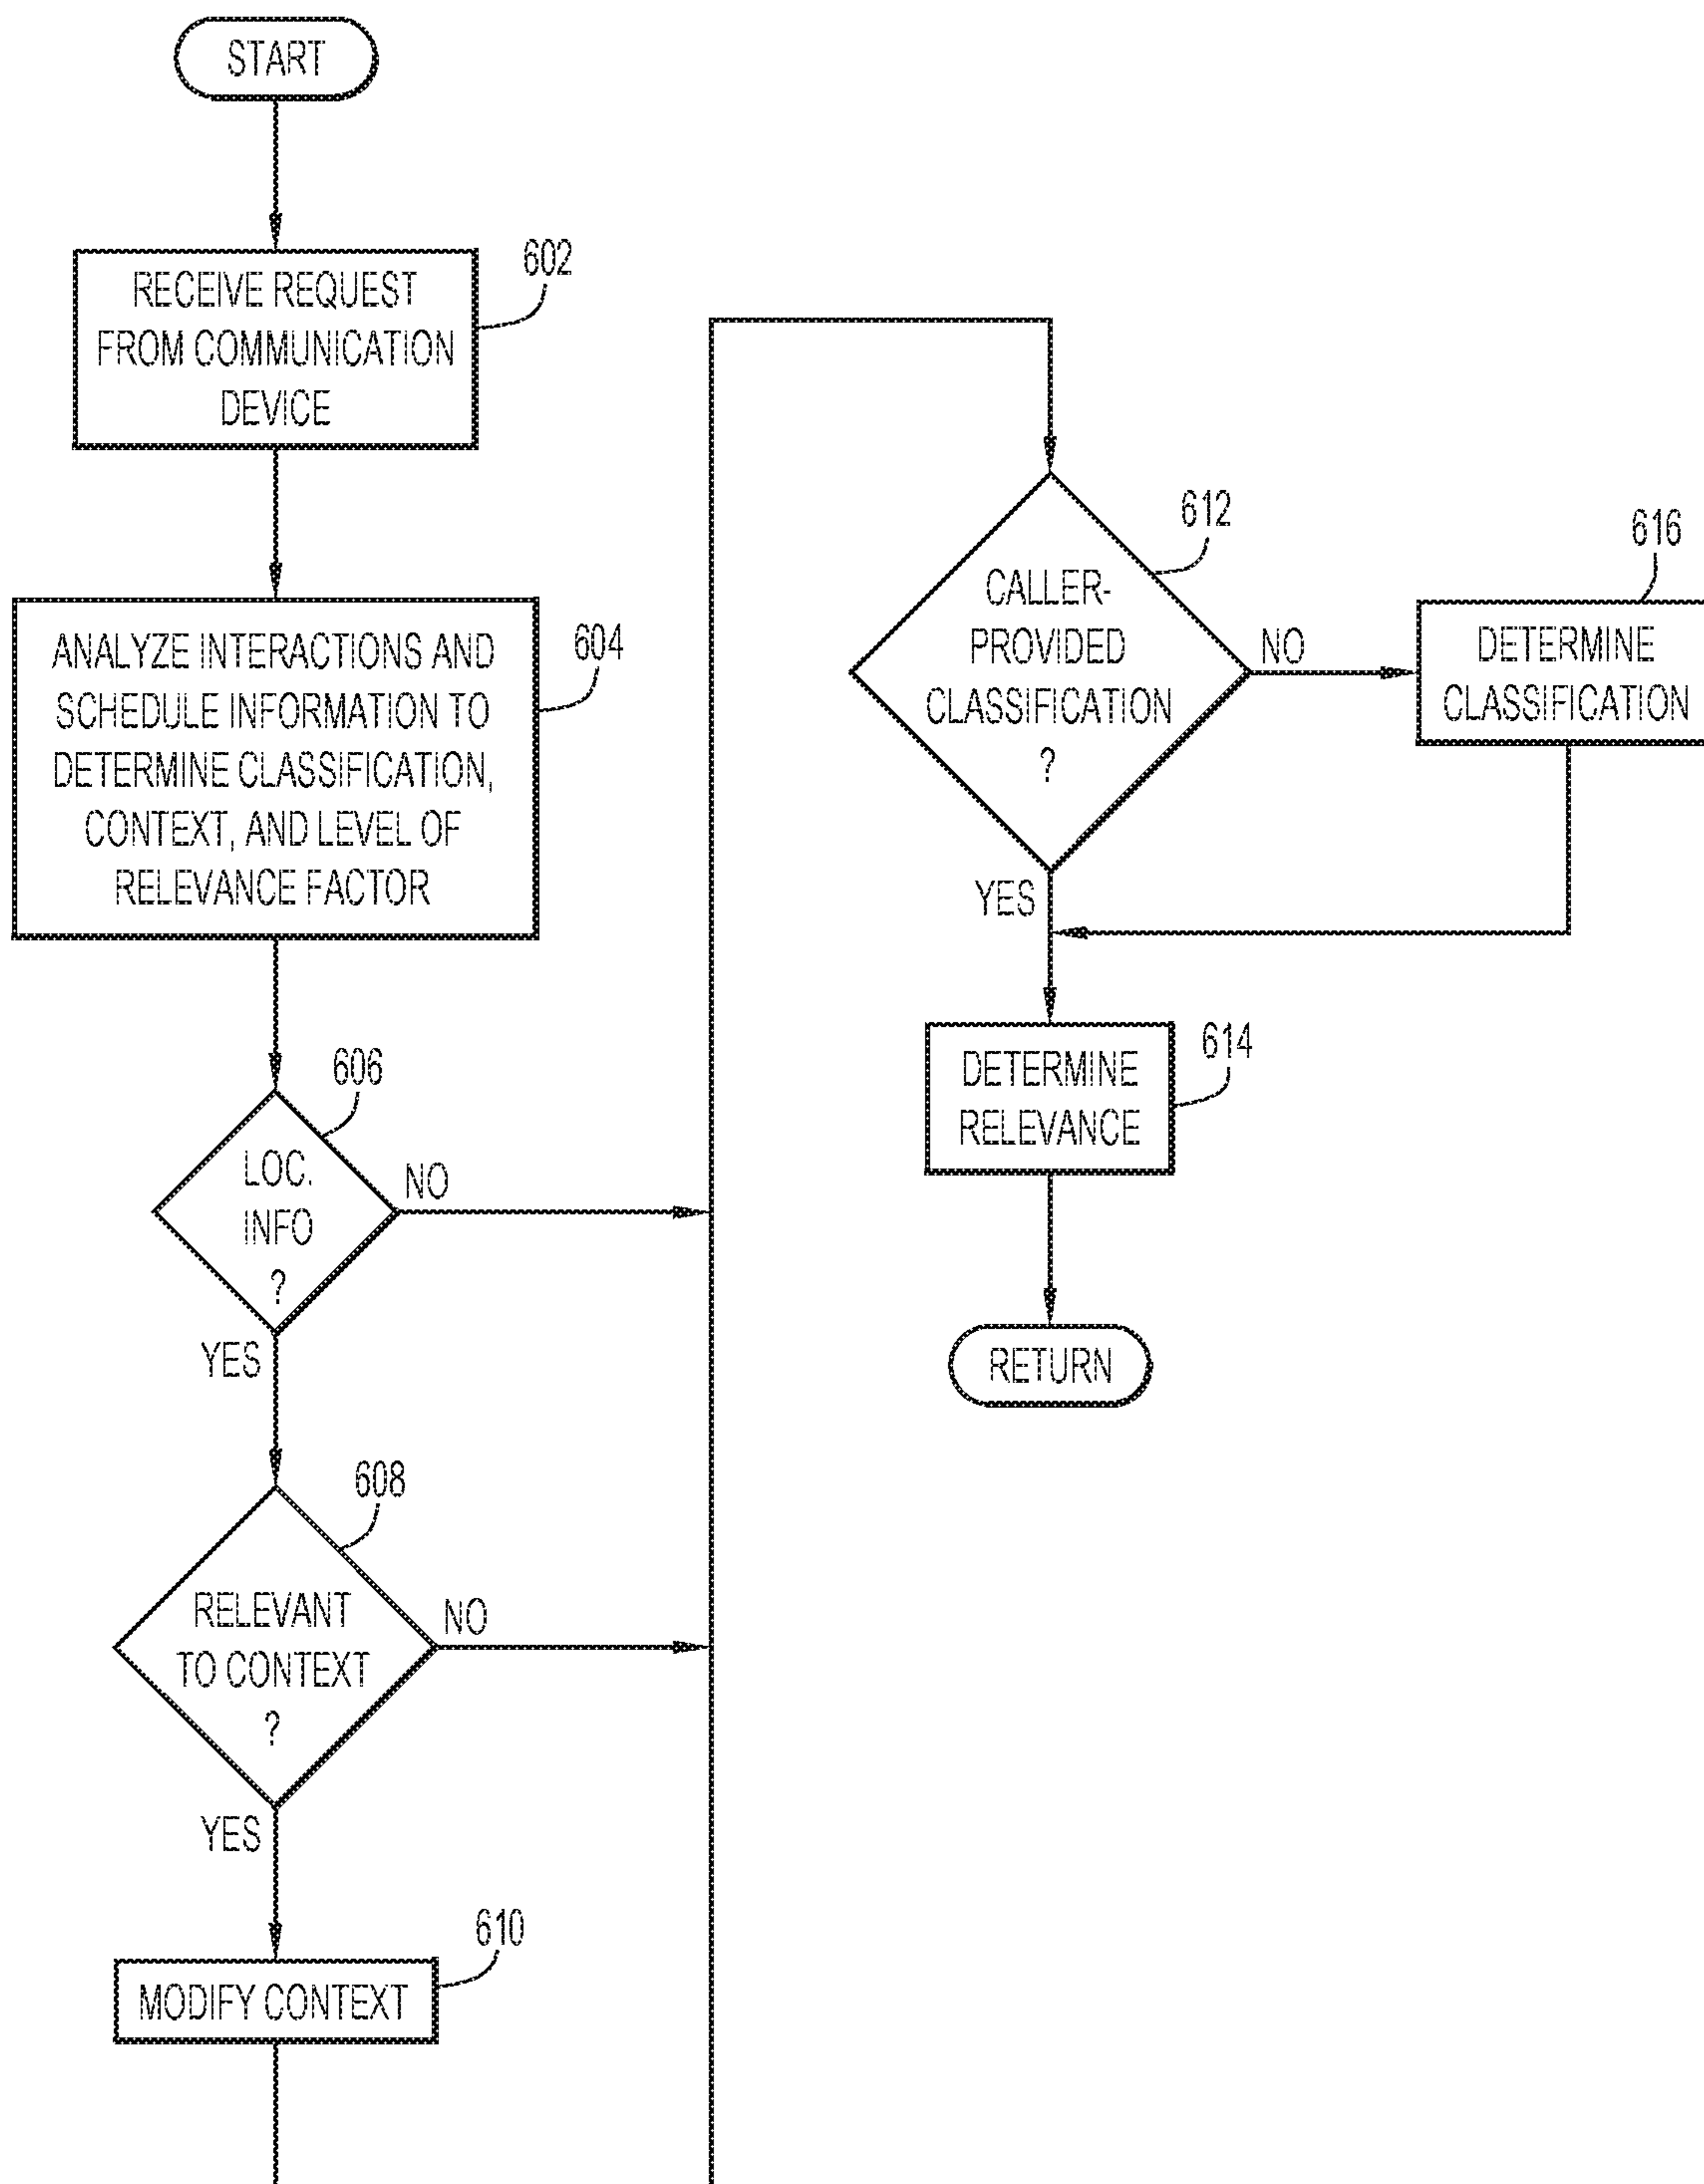 START
602
RECEIVE REQUEST
FROM COMMUNICATION
DEVICE
604
ANALYZE INTERACTIONS AND
SCHEDULE INFORMATION TO
DETERMINE CLASSIFICATION,
CONTEXT, AND LEVEL OF
RELEVANCE FACTOR
606
LOC.
INFO
?
NO
YES
608
RELEVANT
TO CONTEXT
?
NO
YES
610
MODIFY CONTEXT
612
CALLER-
PROVIDED
CLASSIFICATION
?
NO
YES
616
DETERMINE
CLASSIFICATION
614
DETERMINE
RELEVANCE
RETURN